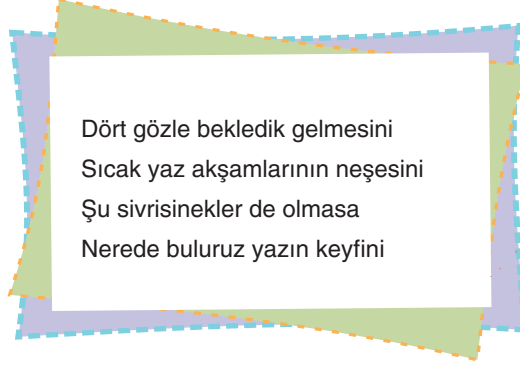 Dört gözle bekledik gelmesini
Sıcak yaz akşamlarının neşesini
Şu sivrisinekler de olmasa
Nerede buluruz yazın keyfini